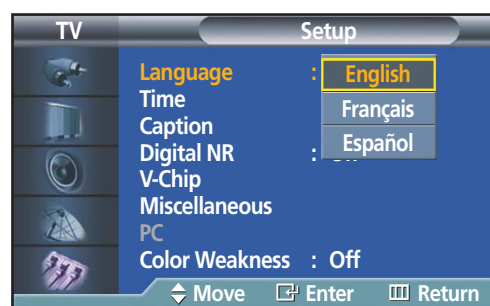 TV
Setup
Language : English
Time
Français
Caption
Español
Digital NR :
V-Chip
Miscellaneous
PC
Color Weakness : Off
Move Enter Return